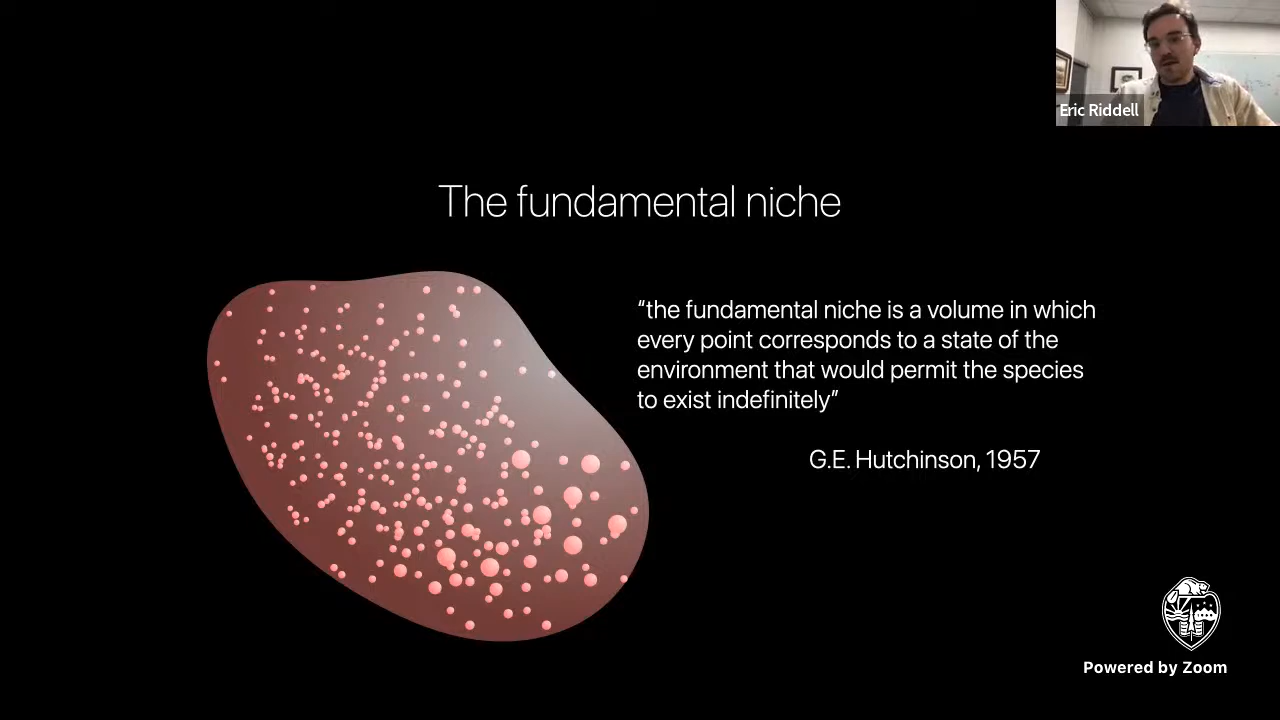 Eric Riddell
The fundamental niche
“the fundamental niche is a volume in which
every point corresponds to a state of the
environment that would permit the species
to exist indefinitely”
G.E. Hutchinson, 1957
Powered by Zoom